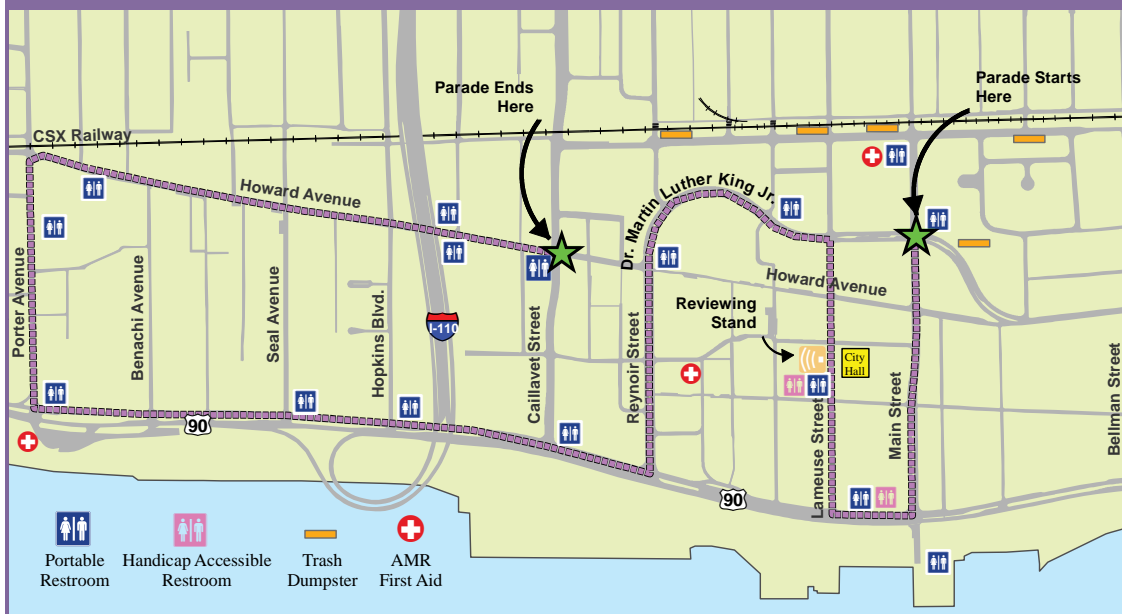 Parade Ends
Here
Parade Starts
Here
CSX Railway
Howard Avenue
Dr. Martin Luther King Jr.
Howard Avenue
Reviewing
Stand
City
Hall
I-110
Porter Avenue
Benachi Avenue
Seal Avenue
Hopkins Blvd.
Caillavet Street
Reynoir Street
Lameuse Street
Main Street
Bellman Street
90
90
Portable
Restroom
Handicap Accessible
Restroom
Trash
Dumpster
AMR
First Aid